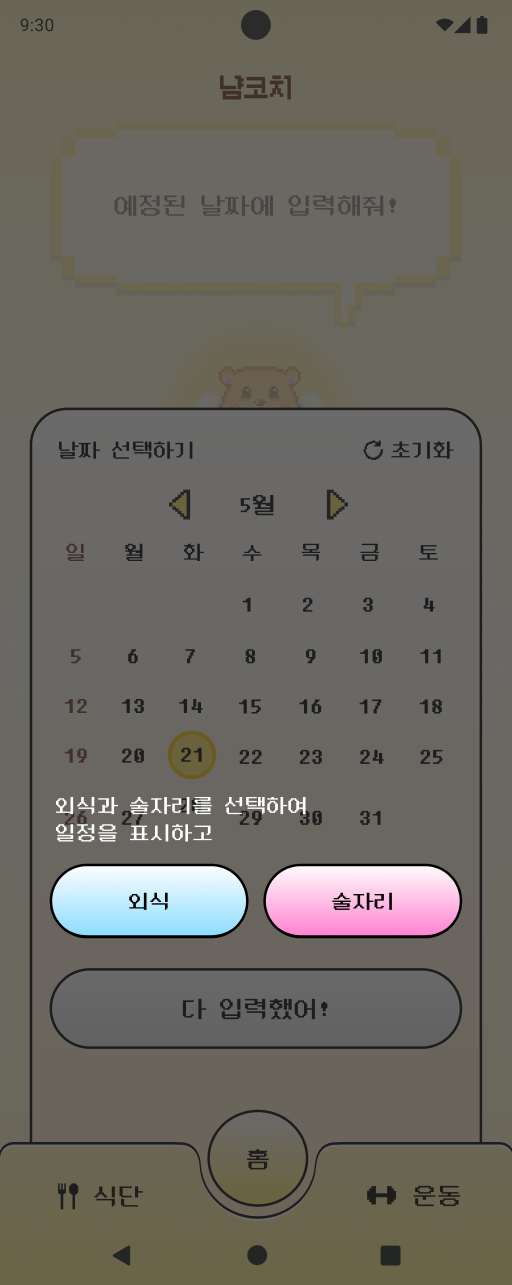 9:30
냠코치
예정된 날짜에 입력해줘!
날짜 선택하기
초기화
5월
일 월 화 수 목 금 토
1 2 3 4
5 6 7 8 9 10 11
12 13 14 15 16 17 18
19 20 21 22 23 24 25
외식과 술자리를 선택하여
26 27 28 29 30 31
일정을 표시하고
외식
술자리
다 입력했어!
홈
식단
운동